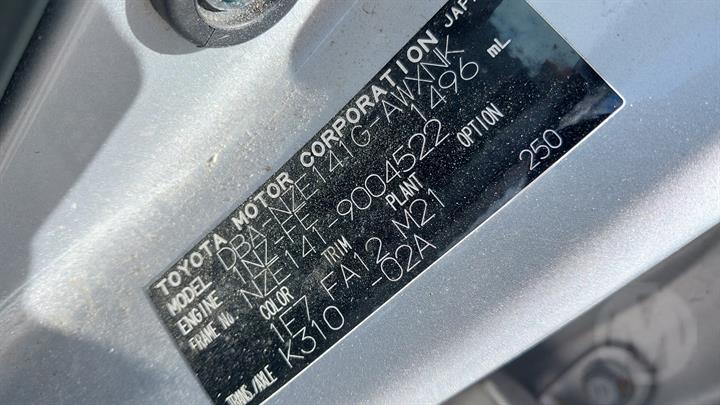 TOYOTA MOTOR CORPORATION JAPAN
MODEL DBA-NZE141G-AWXNK
ENGINE 1NZ-FE 1496 mL
FRAME No. NZE141-9004522
COLOR TRIM PLANT OPTION
1F7 FA12 M21 250
TRANS/AXLE K310 -02A
M